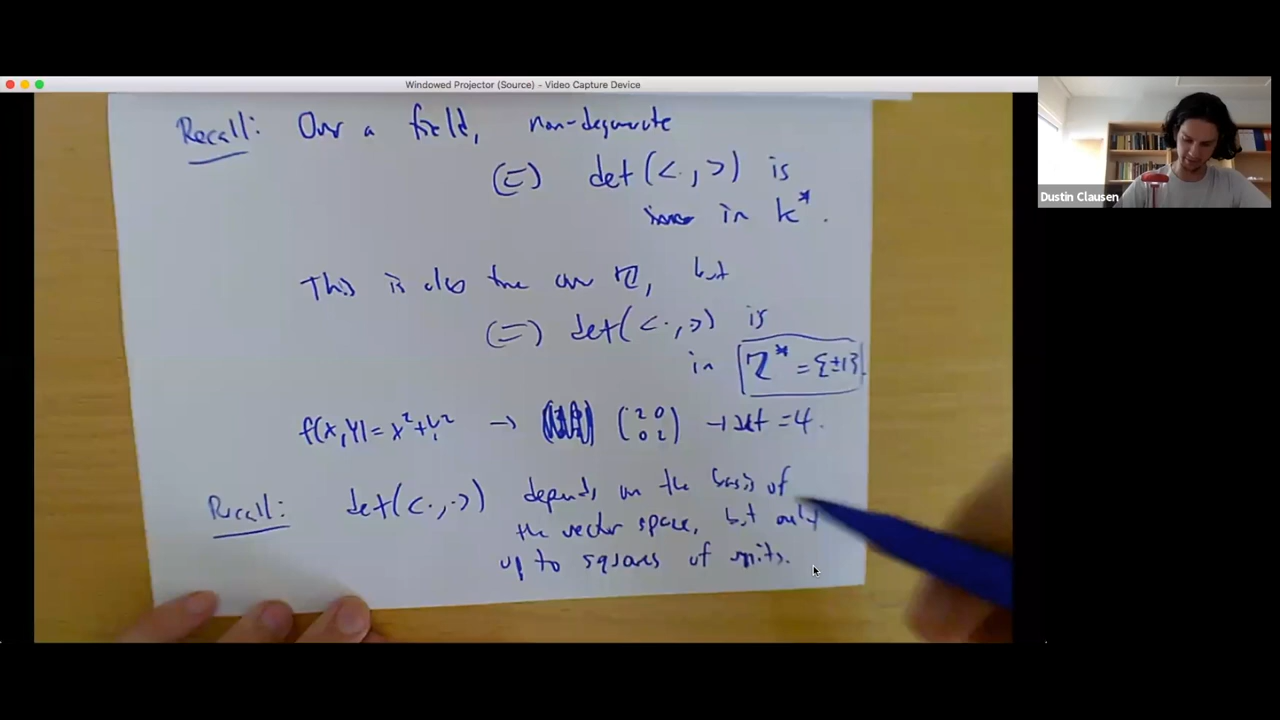 Windowed Projector (Source) - Video Capture Device
Recall: Over a field, non-degenerate
⟺ det(<·,·>) is
in k*.
This is also true over ℤ, but
⟺ det(<·,·>) is
in ℤ* = {±1}
f(x,y) = x²+y² → (2 0
0 2) → det = 4.
Recall: det(<·,·>) depends on the basis of
the vector space, but only
up to squares of units.
Dustin Clausen